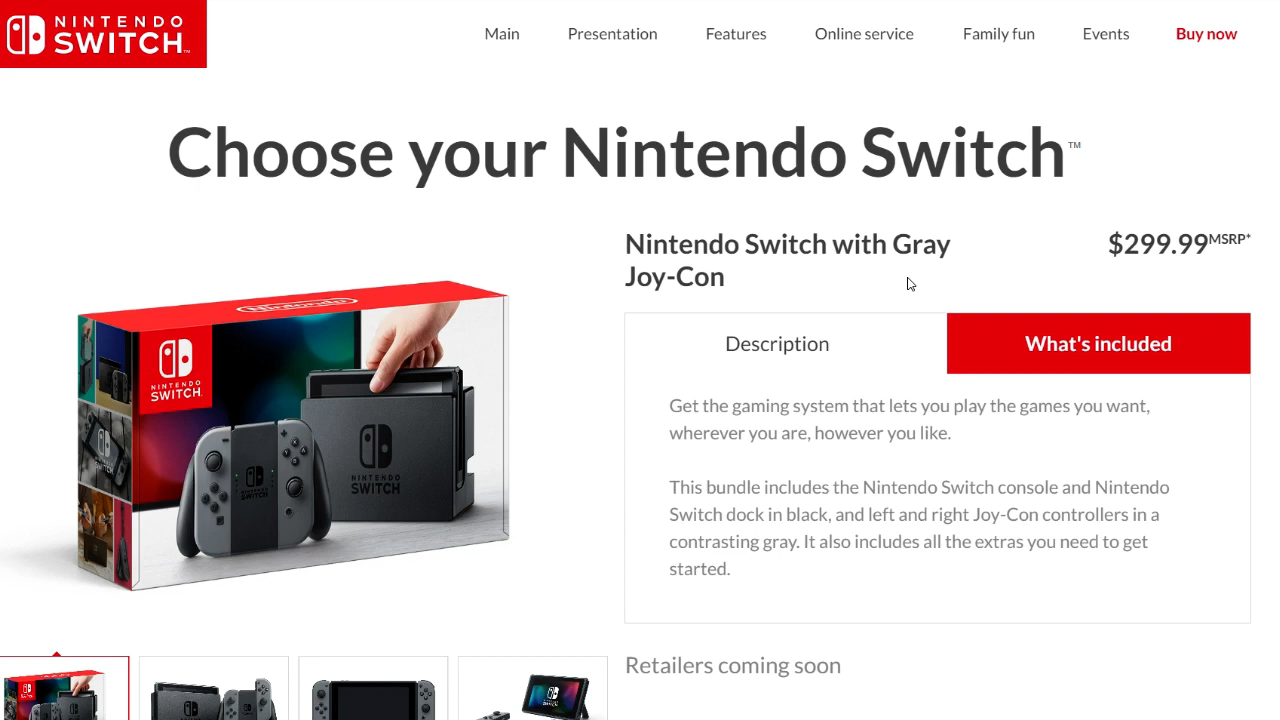 NINTENDO
SWITCH™
Main
Presentation
Features
Online service
Family fun
Events
Buy now
Choose your Nintendo Switch™
Nintendo Switch with Gray
Joy-Con
$299.99MSRP*
Nintendo
NINTENDO
SWITCH
NINTENDO
SWITCH
NINTENDO
SWITCH
Description
What's included
Get the gaming system that lets you play the games you want,
wherever you are, however you like.
This bundle includes the Nintendo Switch console and Nintendo
Switch dock in black, and left and right Joy-Con controllers in a
contrasting gray. It also includes all the extras you need to get
started.
Retailers coming soon